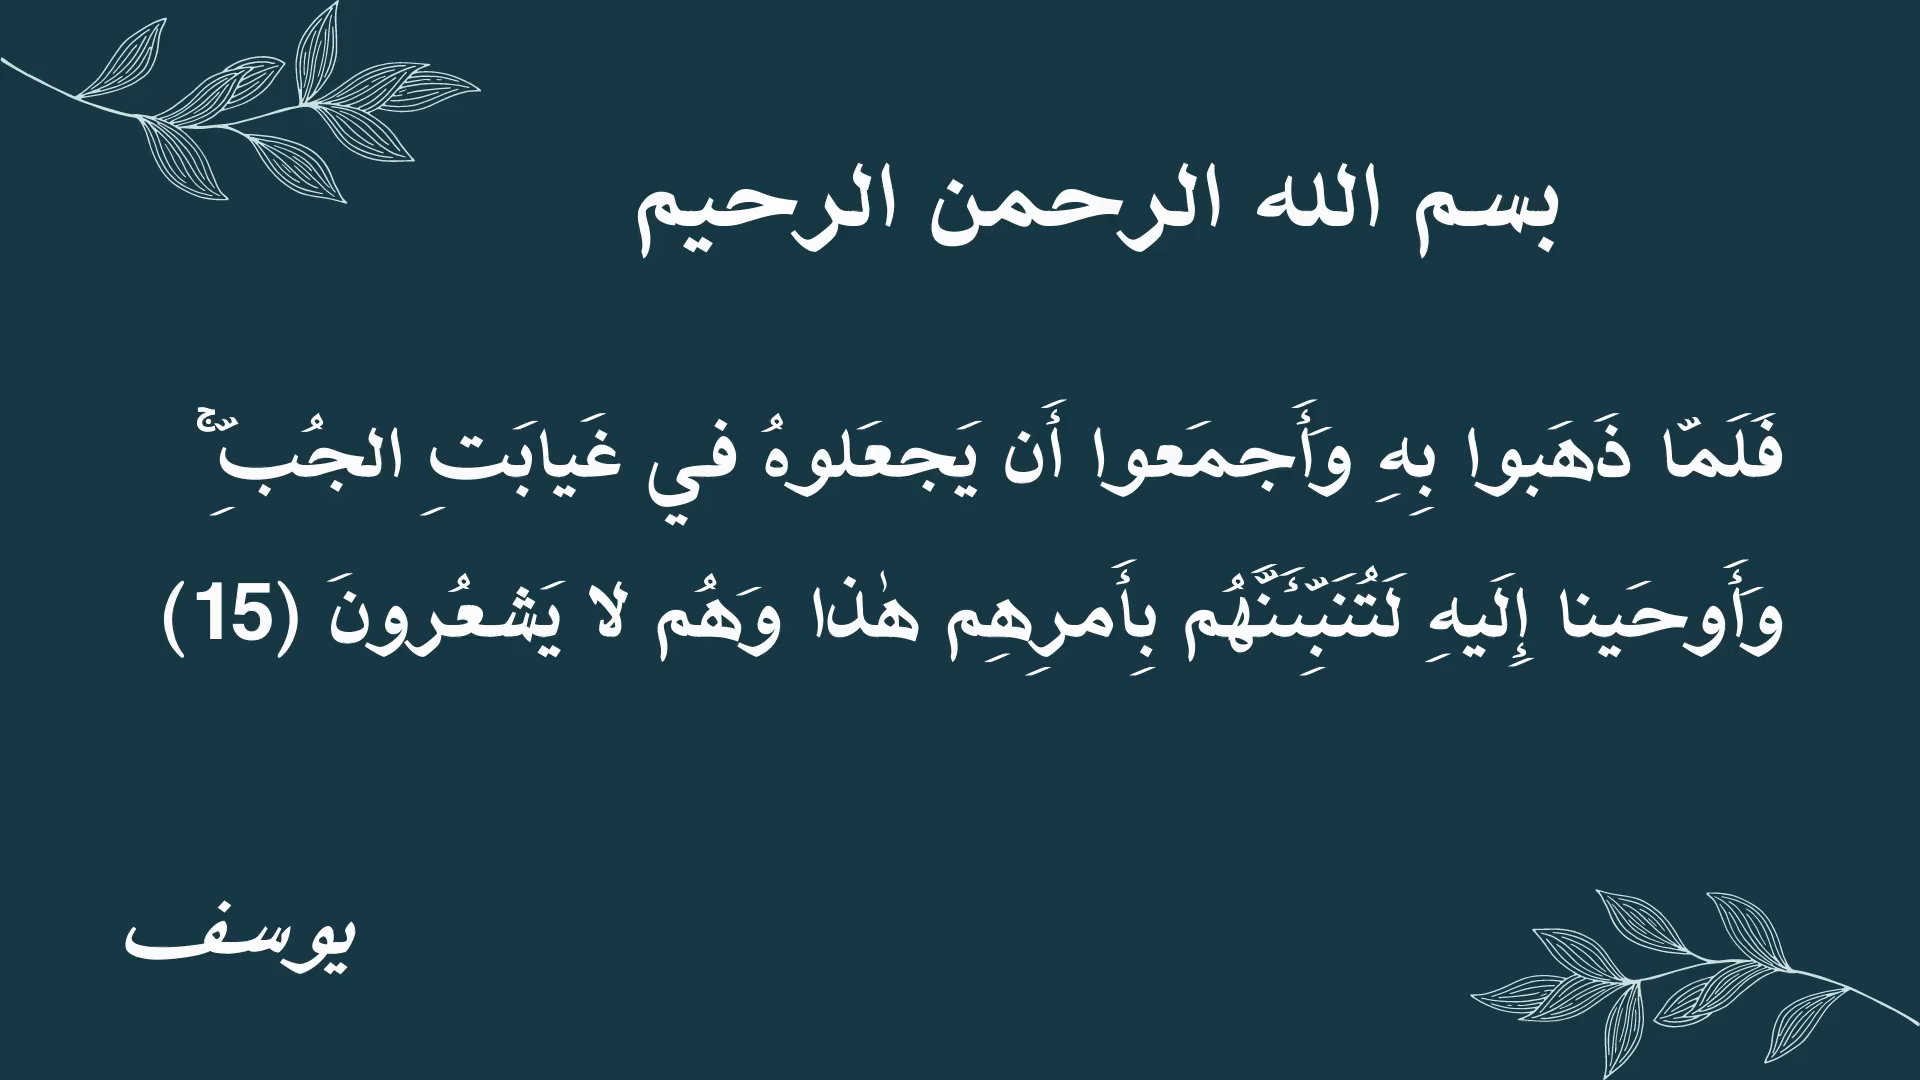 بسم الله الرحمن الرحيم
فَلَمّا ذَهَبوا بِهِ وَأَجمَعوا أَن يَجعَلوهُ في غَيابَتِ الجُبِّ ۚ
وَأَوحَينا إِلَيهِ لَتُنَبِّئَنَّهُم بِأَمرِهِم هٰذا وَهُم لا يَشعُرونَ (15)
يوسف